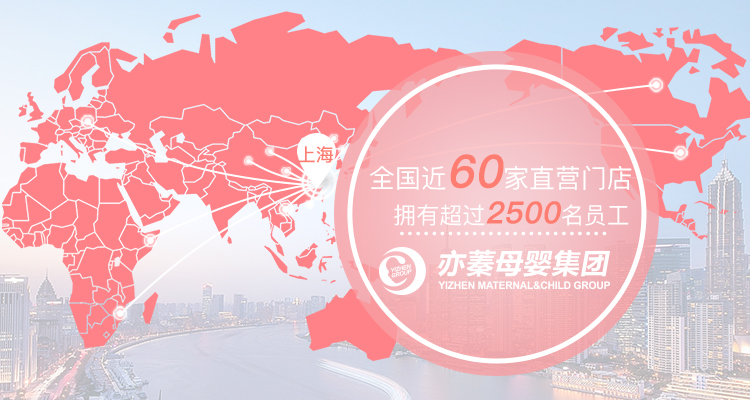 上海
全国近60家直营门店
拥有超过2500名员工
亦蓁母婴集团
YIZHEN MATERNAL&CHILD GROUP
YIZHEN
GROUP